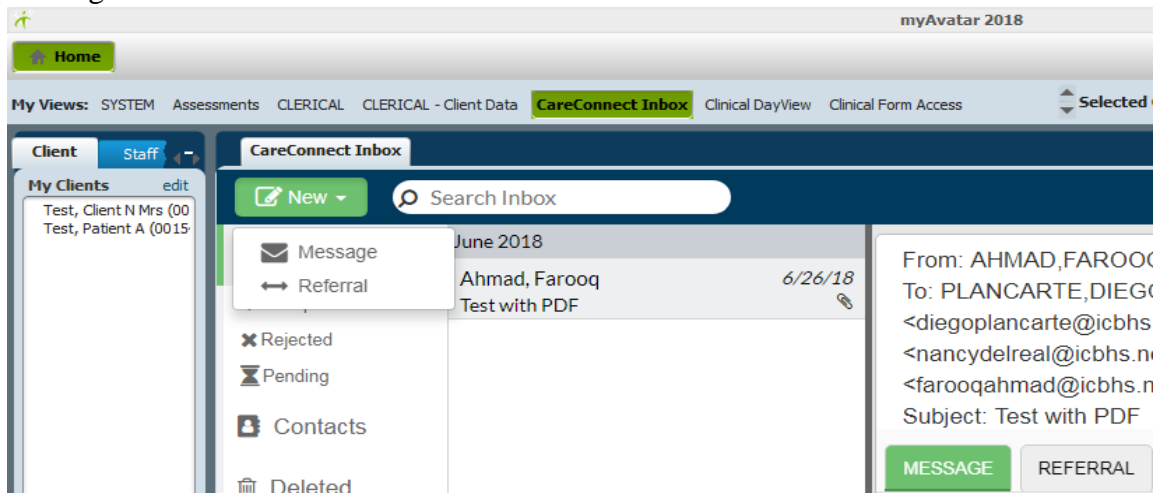 myAvatar 2018
Home
My Views: SYSTEM Assessments CLERICAL CLERICAL - Client Data CareConnect Inbox Clinical DayView Clinical Form Access Selected
Client Staff
My Clients edit
Test, Client N Mrs (00
Test, Patient A (0015
CareConnect Inbox
New Search Inbox
Message
Referral
Rejected
Pending
Contacts
Deleted
June 2018
Ahmad, Farooq 6/26/18
Test with PDF
From: AHMAD,FAROOQ
To: PLANCARTE,DIEGO
<diegoplancarte@icbhs
<nancydelreal@icbhs.ne
<farooqahmad@icbhs.n
Subject: Test with PDF
MESSAGE REFERRAL